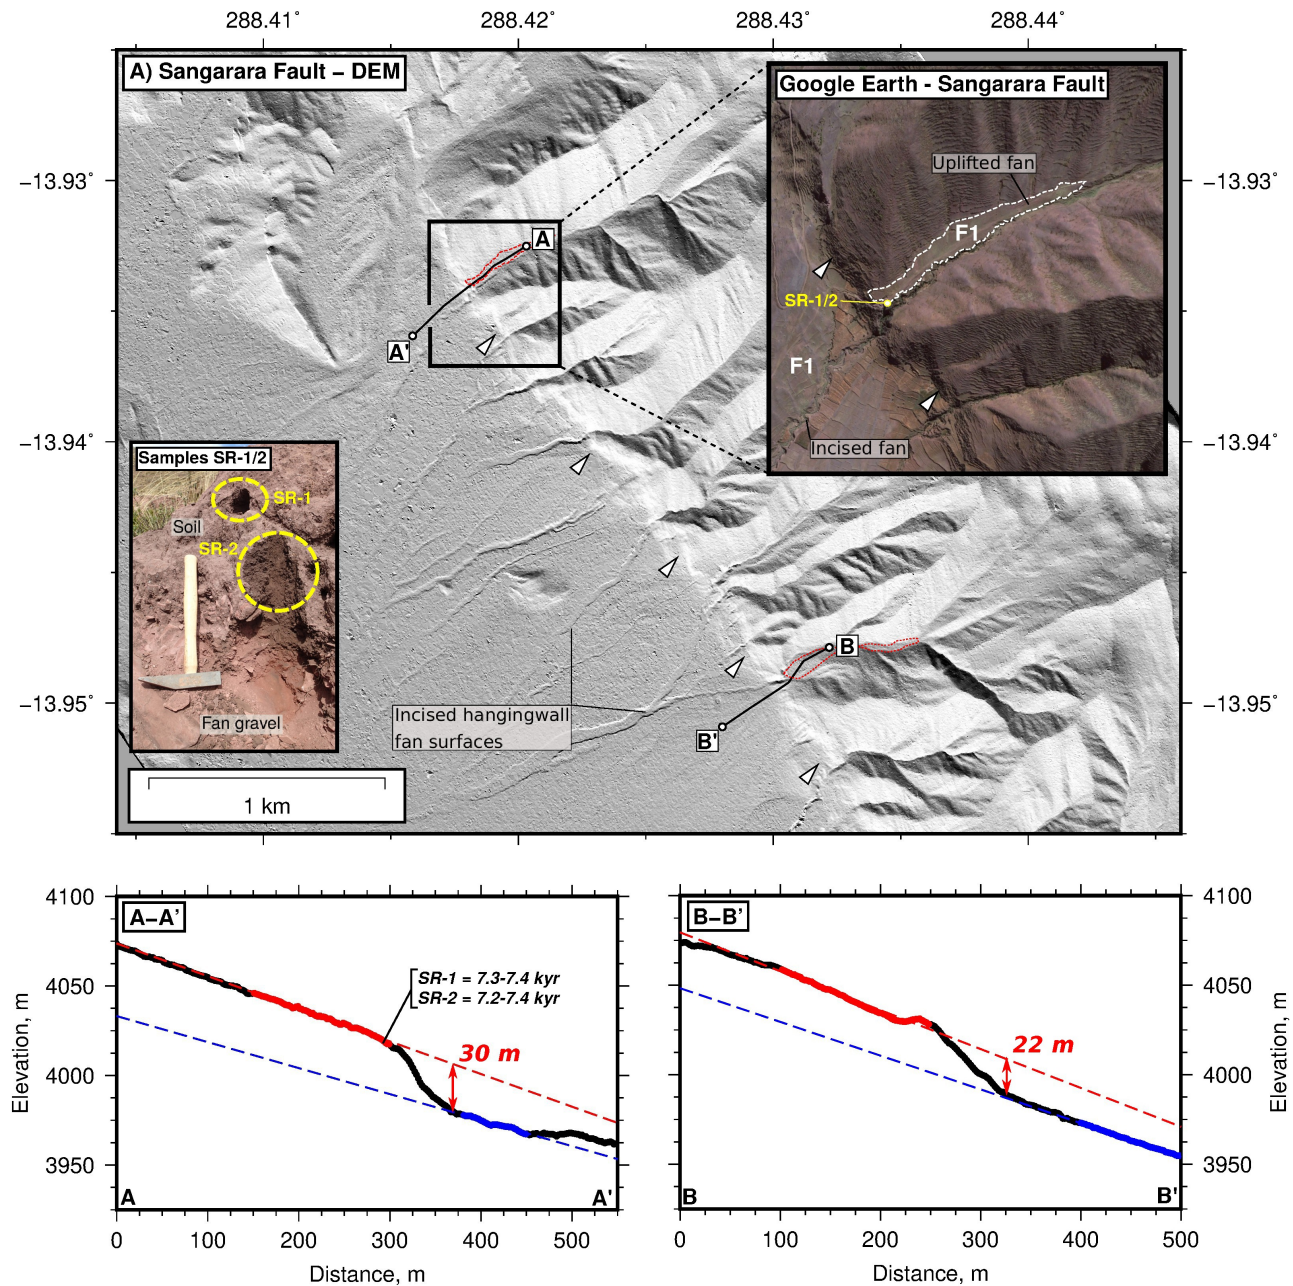 288.41˚ 288.42˚ 288.43˚ 288.44˚
A) Sangarara Fault – DEM
Google Earth - Sangarara Fault
Uplifted fan
F1
SR-1/2
F1
Incised fan
−13.93˚ −13.93˚
−13.94˚ −13.94˚
−13.95˚ −13.95˚
A
A'
Samples SR-1/2
SR-1
Soil
SR-2
Fan gravel
B
B'
Incised hangingwall
fan surfaces
1 km
A−A'
4100
4050
4000
3950
Elevation, m
SR-1 = 7.3-7.4 kyr
SR-2 = 7.2-7.4 kyr
30 m
A A'
0 100 200 300 400 500
Distance, m
B−B'
4100
4050
4000
3950
Elevation, m
22 m
B B'
0 100 200 300 400 500
Distance, m